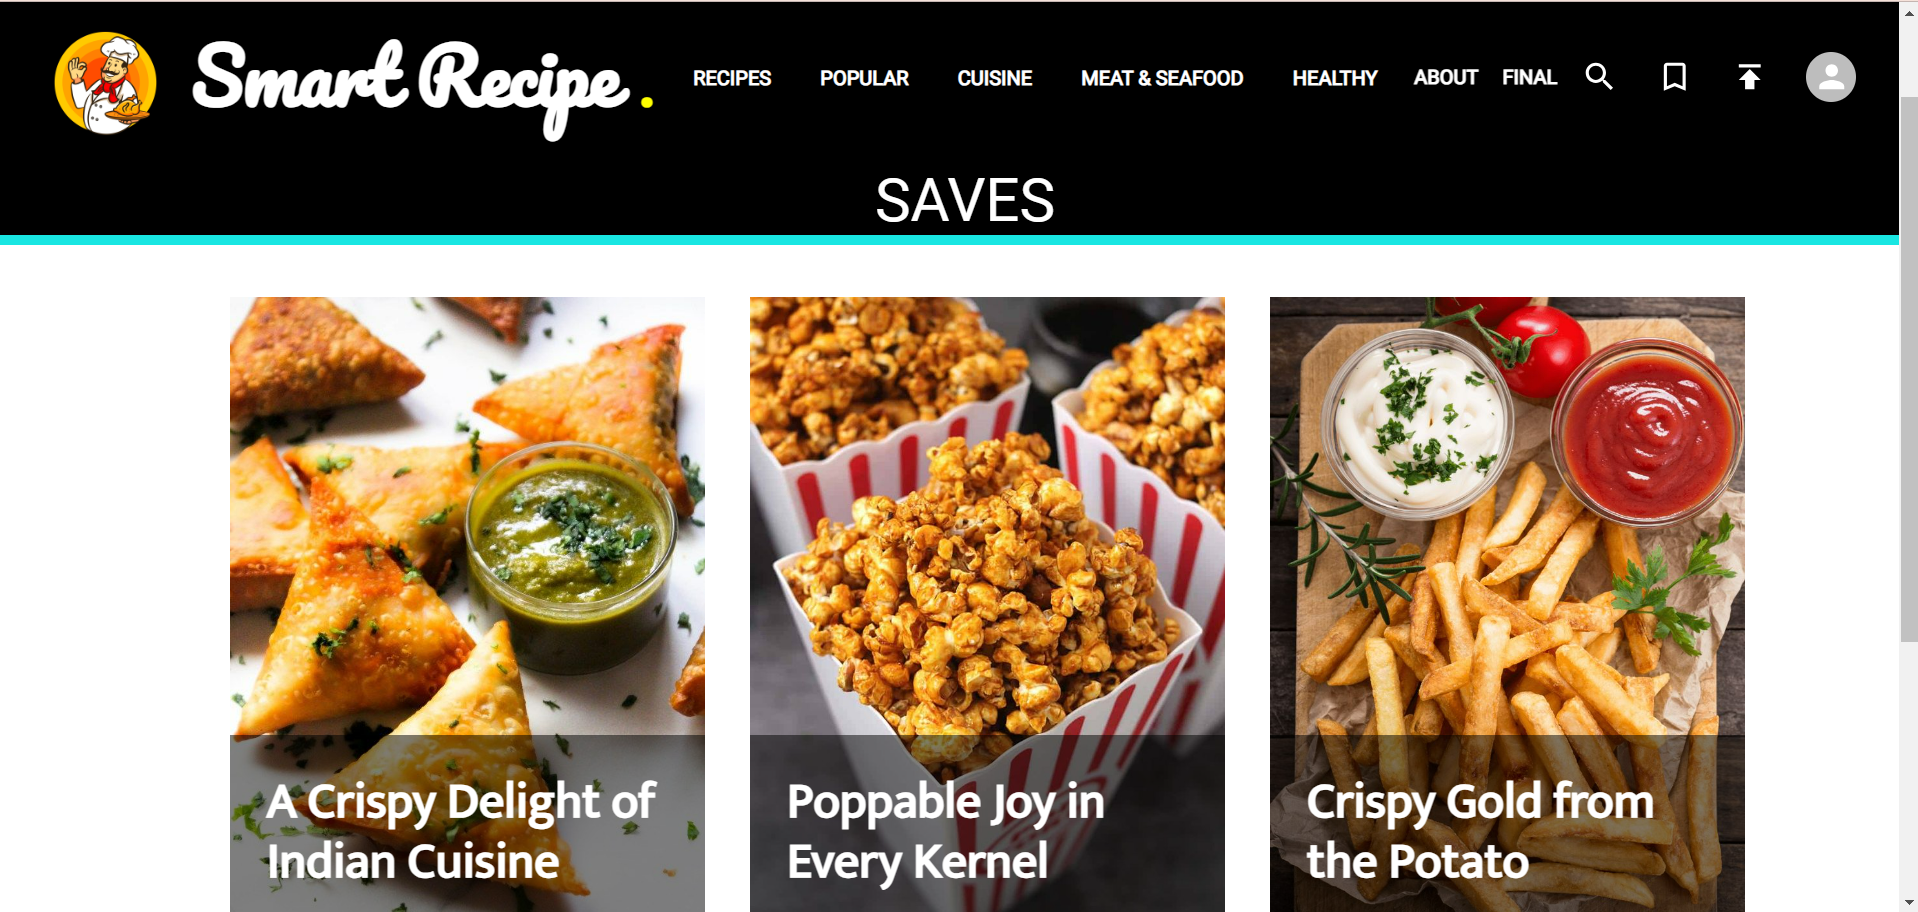 Smart Recipe.
RECIPES
POPULAR
CUISINE
MEAT & SEAFOOD
HEALTHY
ABOUT
FINAL
SAVES
A Crispy Delight of
Indian Cuisine
Poppable Joy in
Every Kernel
Crispy Gold from
the Potato